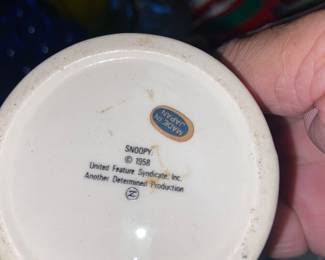 MADE IN
JAPAN
SNOOPY.
© 1958
United Feature Syndicate, Inc.
Another Determined Production